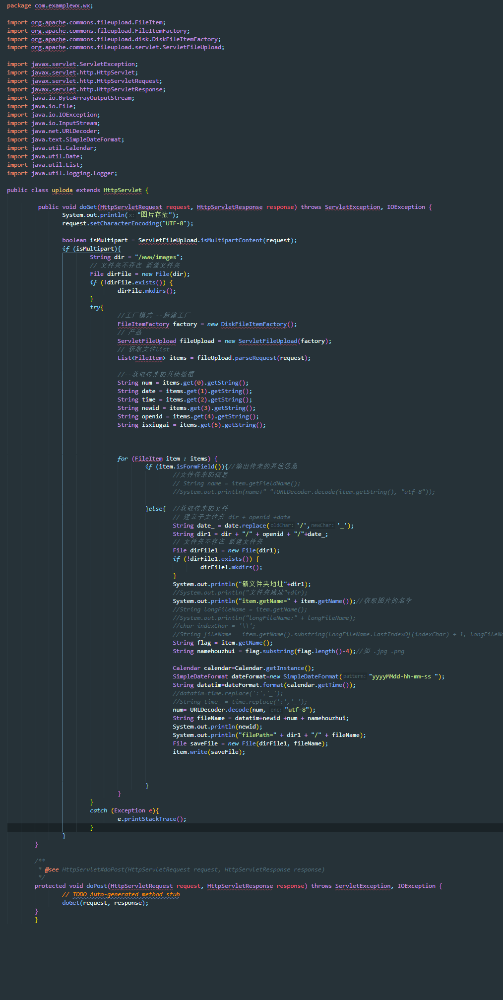 package com.examplewx.wx;
import org.apache.commons.fileupload.FileItem;
import org.apache.commons.fileupload.FileItemFactory;
import org.apache.commons.fileupload.disk.DiskFileItemFactory;
import org.apache.commons.fileupload.servlet.ServletFileUpload;
import javax.servlet.ServletException;
import javax.servlet.http.HttpServlet;
import javax.servlet.http.HttpServletRequest;
import javax.servlet.http.HttpServletResponse;
import java.io.ByteArrayOutputStream;
import java.io.File;
import java.io.IOException;
import java.io.InputStream;
import java.net.URLDecoder;
import java.text.SimpleDateFormat;
import java.util.Calendar;
import java.util.Date;
import java.util.List;
import java.util.logging.Logger;
public class uploda extends HttpServlet {
public void doGet(HttpServletRequest request, HttpServletResponse response) throws ServletException, IOException {
System.out.println( x: "图片存放");
request.setCharacterEncoding("UTF-8");
boolean isMultipart = ServletFileUpload.isMultipartContent(request);
if (isMultipart){
String dir = "/www/images";
// 文件夹不存在 新建文件夹
File dirFile = new File(dir);
if (!dirFile.exists()) {
dirFile.mkdirs();
}
try{
//工厂模式 --新建工厂
FileItemFactory factory = new DiskFileItemFactory();
// 产品
ServletFileUpload fileUpload = new ServletFileUpload(factory);
// 获取文件list
List<FileItem> items = fileUpload.parseRequest(request);
//--获取传来的其他数据
String num = items.get(0).getString();
String date = items.get(1).getString();
String time = items.get(2).getString();
String newid = items.get(3).getString();
String openid = items.get(4).getString();
String isxiugai = items.get(5).getString();
for (FileItem item : items) {
if (item.isFormField()){//输出传来的其他信息
//文件传来的信息
// String name = item.getFieldName();
//System.out.println(name+" "+URLDecoder.decode(item.getString(), "utf-8"));
}else{  //获取传来的文件
// 建立子文件夹 dir + openid +date
String date_ = date.replace( oldChar: '/', newChar: '_');
String dir1 = dir + "/" + openid + "/"+date_;
// 文件夹不存在 新建文件夹
File dirFile1 = new File(dir1);
if (!dirFile1.exists()) {
dirFile1.mkdirs();
}
System.out.println("新文件夹地址"+dir1);
//System.out.println("文件夹地址"+dir);
System.out.println("item.getName=" + item.getName());//获取图片的名字
//String longFileName = item.getName();
//System.out.println("longFileName:" + longFileName);
//char indexChar = '\\';
//String fileName = item.getName().substring(longFileName.lastIndexOf(indexChar) + 1, longFileNa
String flag = item.getName();
String namehouzhui = flag.substring(flag.length()-4);//如 .jpg .png
Calendar calendar=Calendar.getInstance();
SimpleDateFormat dateFormat=new SimpleDateFormat( pattern: "yyyyMMdd-hh-mm-ss ");
String datatim=dateFormat.format(calendar.getTime());
//datatim=time.replace(':','_');
//String time_ = time.replace(':','_');
num= URLDecoder.decode(num, enc: "utf-8");
String fileName = datatim+newid +num + namehouzhui;
System.out.println(newid);
System.out.println("filePath=" + dir1 + "/" + fileName);
File saveFile = new File(dirFile1, fileName);
item.write(saveFile);
}
}
}
catch (Exception e){
e.printStackTrace();
}
}
}
/**
* @see HttpServlet#doPost(HttpServletRequest request, HttpServletResponse response)
*/
protected void doPost(HttpServletRequest request, HttpServletResponse response) throws ServletException, IOException {
// TODO Auto-generated method stub
doGet(request, response);
}
}